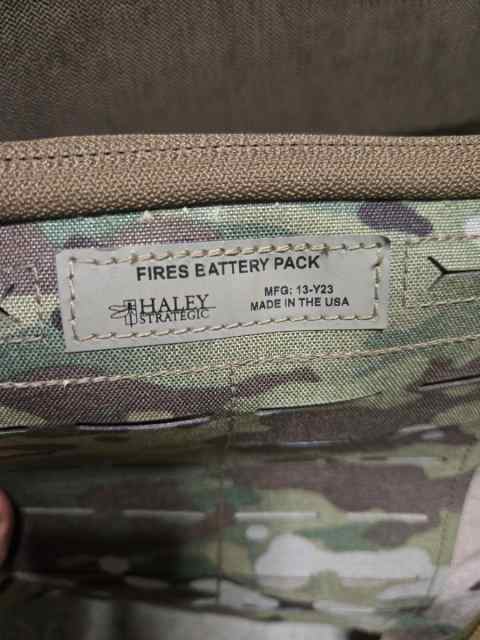 FIRES BATTERY PACK
HALEY
STRATEGIC
MFG: 13-Y23
MADE IN THE USA